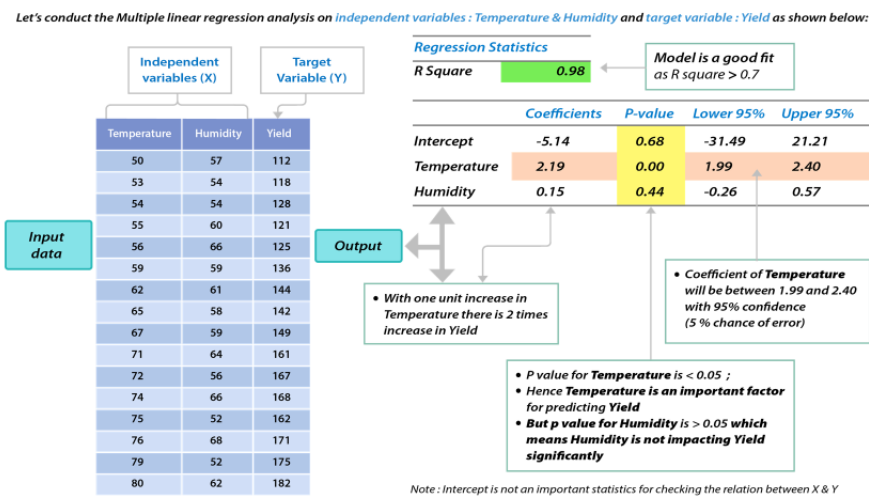 Let's conduct the Multiple linear regression analysis on independent variables : Temperature & Humidity and target variable : Yield as shown below:
Independent
variables (X)
Target
Variable (Y)
Temperature Humidity Yield
50 57 112
53 54 118
54 54 128
55 60 121
56 66 125
59 59 136
62 61 144
65 58 142
67 59 149
71 64 161
72 56 167
74 66 168
75 52 162
76 68 171
79 52 175
80 62 182
Input
data
Output
Regression Statistics
R Square 0.98
Model is a good fit
as R square > 0.7
Coefficients P-value Lower 95% Upper 95%
Intercept -5.14 0.68 -31.49 21.21
Temperature 2.19 0.00 1.99 2.40
Humidity 0.15 0.44 -0.26 0.57
• With one unit increase in
Temperature there is 2 times
increase in Yield
• Coefficient of Temperature
will be between 1.99 and 2.40
with 95% confidence
(5 % chance of error)
• P value for Temperature is < 0.05 ;
• Hence Temperature is an important factor
for predicting Yield
• But p value for Humidity is > 0.05 which
means Humidity is not impacting Yield
significantly
Note : Intercept is not an important statistics for checking the relation between X & Y